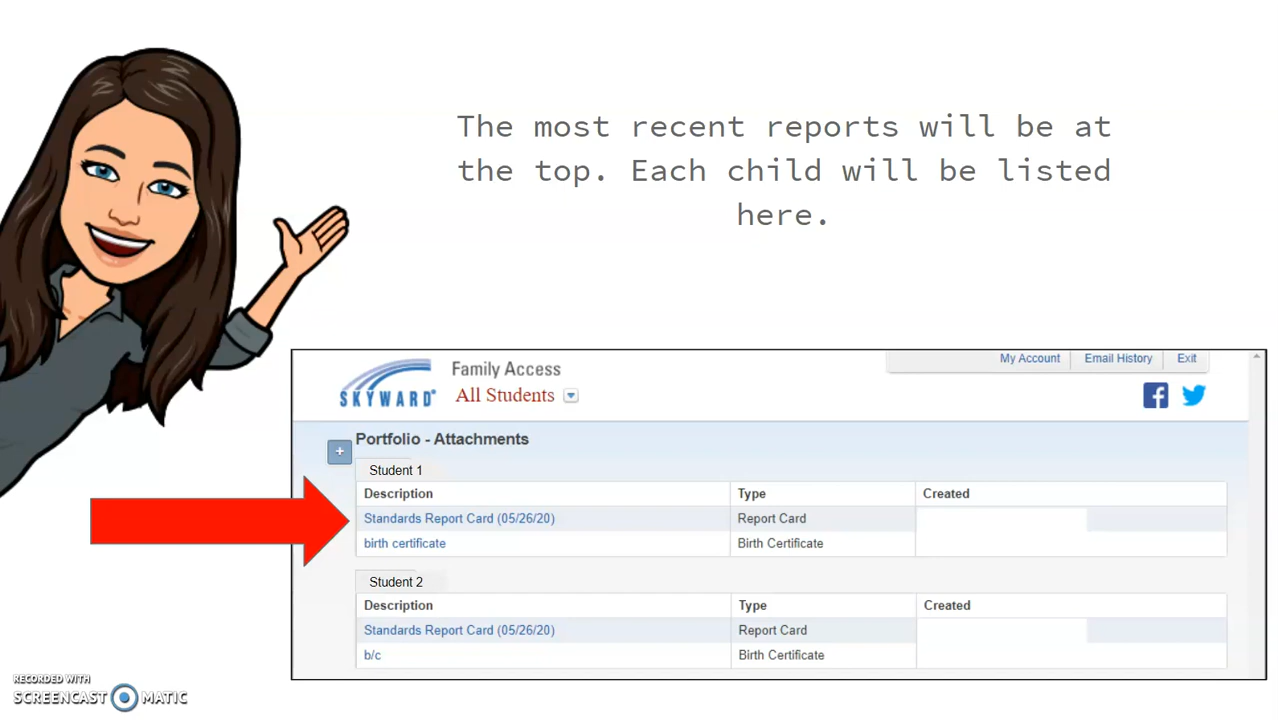 The most recent reports will be at
the top. Each child will be listed
here.
My Account Email History Exit
SKYWARD® Family Access
All Students
Portfolio - Attachments
+
Student 1
Description Type Created
Standards Report Card (05/26/20) Report Card
birth certificate Birth Certificate
Student 2
Description Type Created
Standards Report Card (05/26/20) Report Card
b/c Birth Certificate
RECORDED WITH
SCREENCAST MATIC